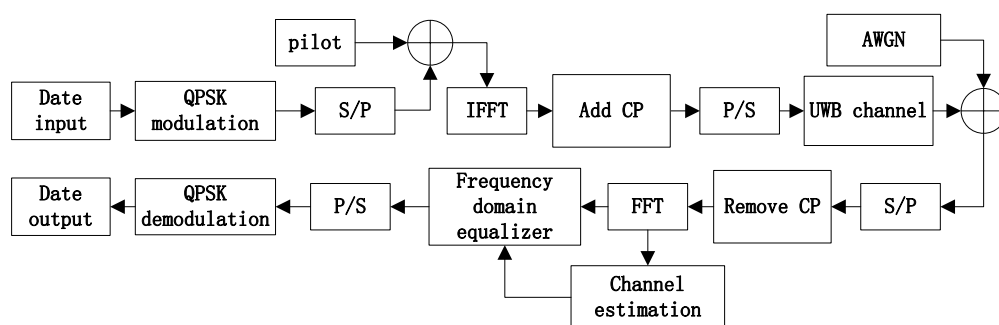 pilot
AWGN
Date
input
QPSK
modulation
S/P
IFFT
Add CP
P/S
UWB channel
Date
output
QPSK
demodulation
P/S
Frequency
domain
equalizer
FFT
Remove CP
S/P
Channel
estimation